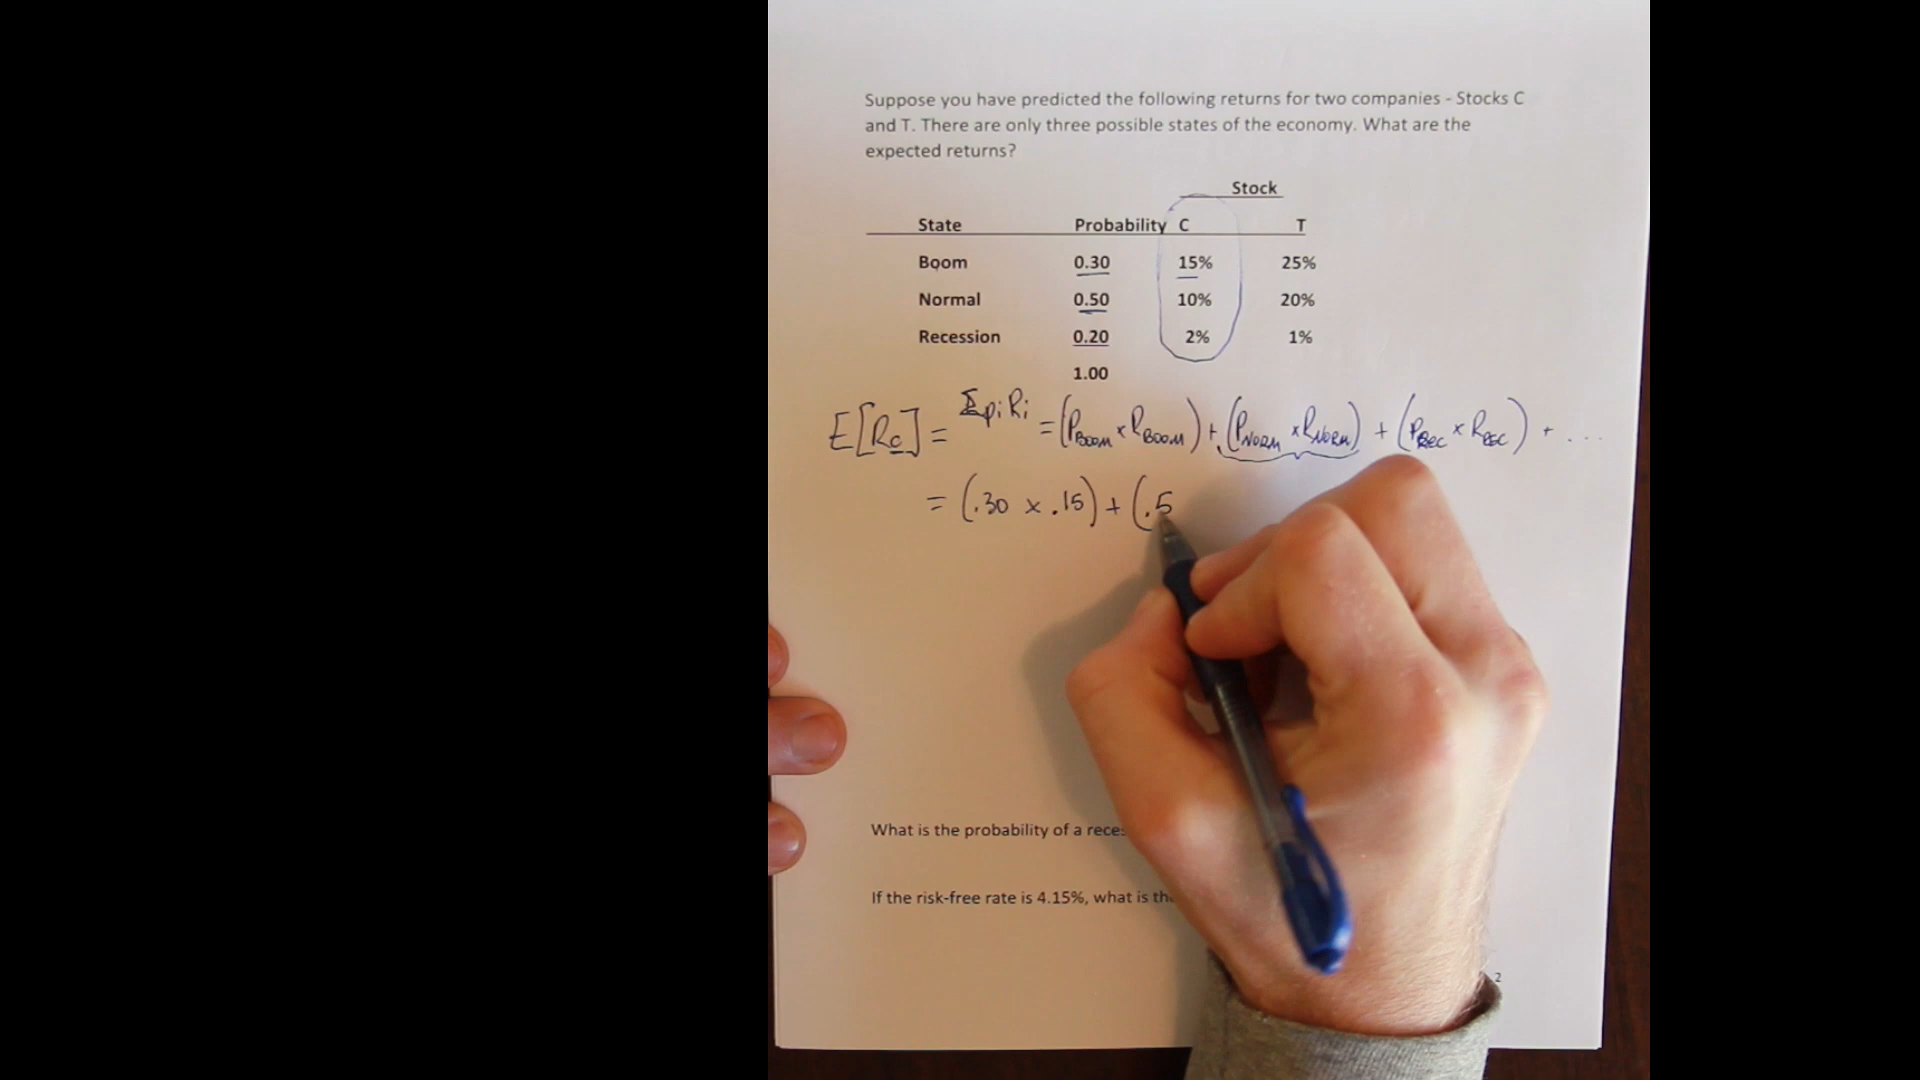 Suppose you have predicted the following returns for two companies - Stocks C
and T. There are only three possible states of the economy. What are the
expected returns?
Stock
State Probability C T
Boom 0.30 15% 25%
Normal 0.50 10% 20%
Recession 0.20 2% 1%
1.00
E[Rc] = Σ pi Ri = (PBOOM × RBOOM) + (PNORM × RNORM) + (PREC × RREC) + ...
= (.30 × .15) + (.5
What is the probability of a
If the risk-free rate is 4.15%, what is
2